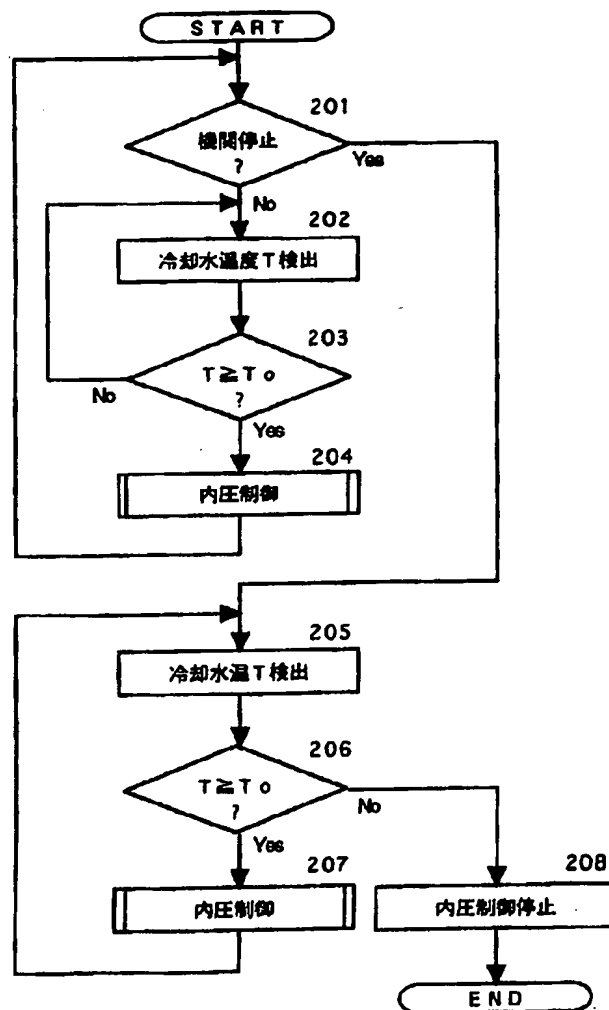 START
201
機関停止
?
Yes
No
202
冷却水温度T検出
203
T≧To
?
No
Yes
204
内圧制御
205
冷却水温T検出
206
T≧To
?
No
Yes
207
内圧制御
208
内圧制御停止
END